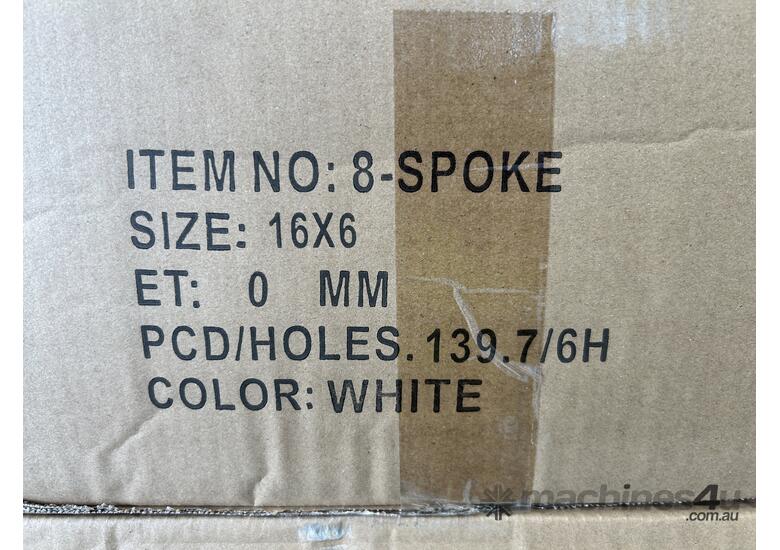 ITEM NO: 8-SPOKE
SIZE: 16X6
ET: 0 MM
PCD/HOLES. 139.7/6H
COLOR: WHITE
machines4u
.com.au